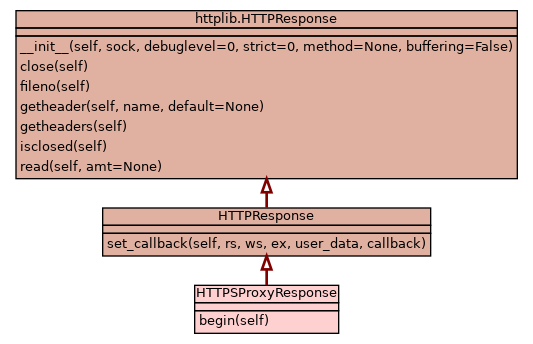 httplib.HTTPResponse
__init__(self, sock, debuglevel=0, strict=0, method=None, buffering=False)
close(self)
fileno(self)
getheader(self, name, default=None)
getheaders(self)
isclosed(self)
read(self, amt=None)
HTTPResponse
set_callback(self, rs, ws, ex, user_data, callback)
HTTPSProxyResponse
begin(self)